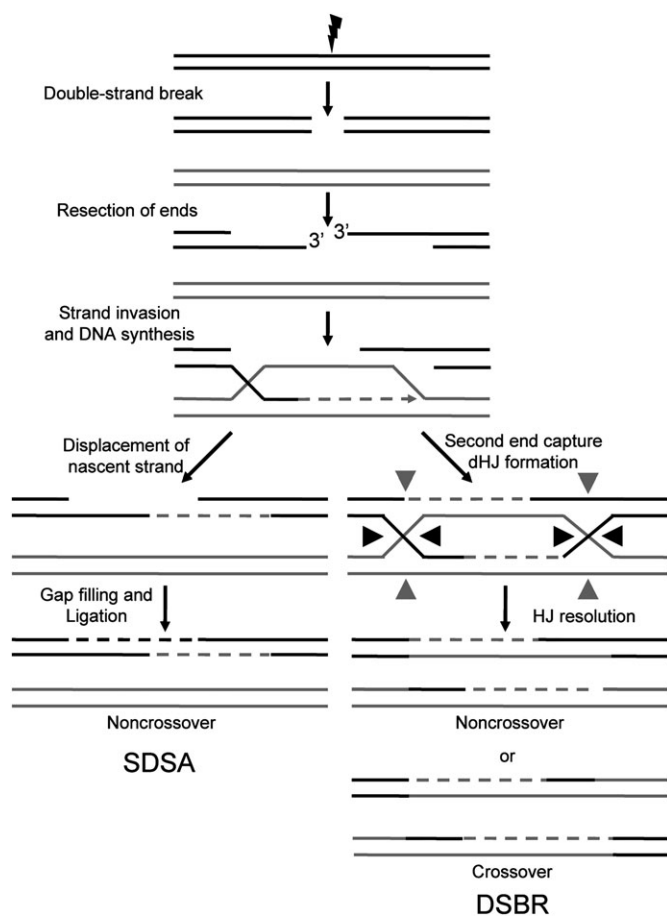 Double-strand break
Resection of ends
3’ 3’
Strand invasion
and DNA synthesis
Displacement of
nascent strand
Second end capture
dHJ formation
Gap filling and
Ligation
HJ resolution
Noncrossover
SDSA
Noncrossover
or
Crossover
DSBR